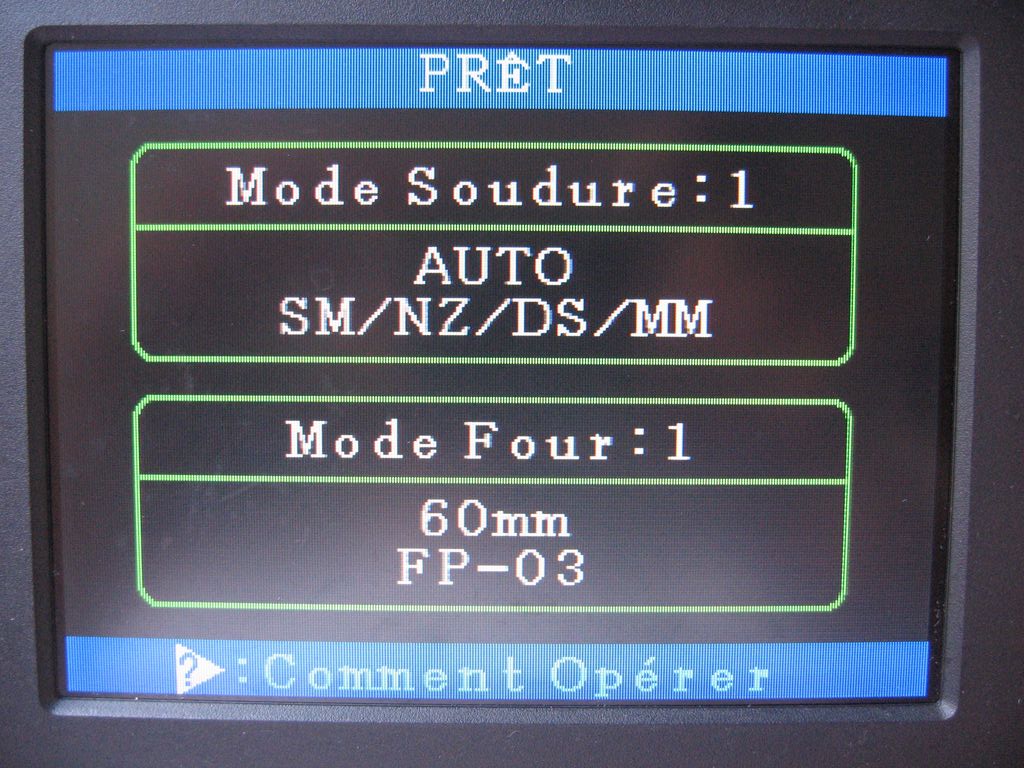 PRÊT
Mode Soudure:1
AUTO
SM/NZ/DS/MM
Mode Four:1
60mm
FP-03
?:Comment Opérer